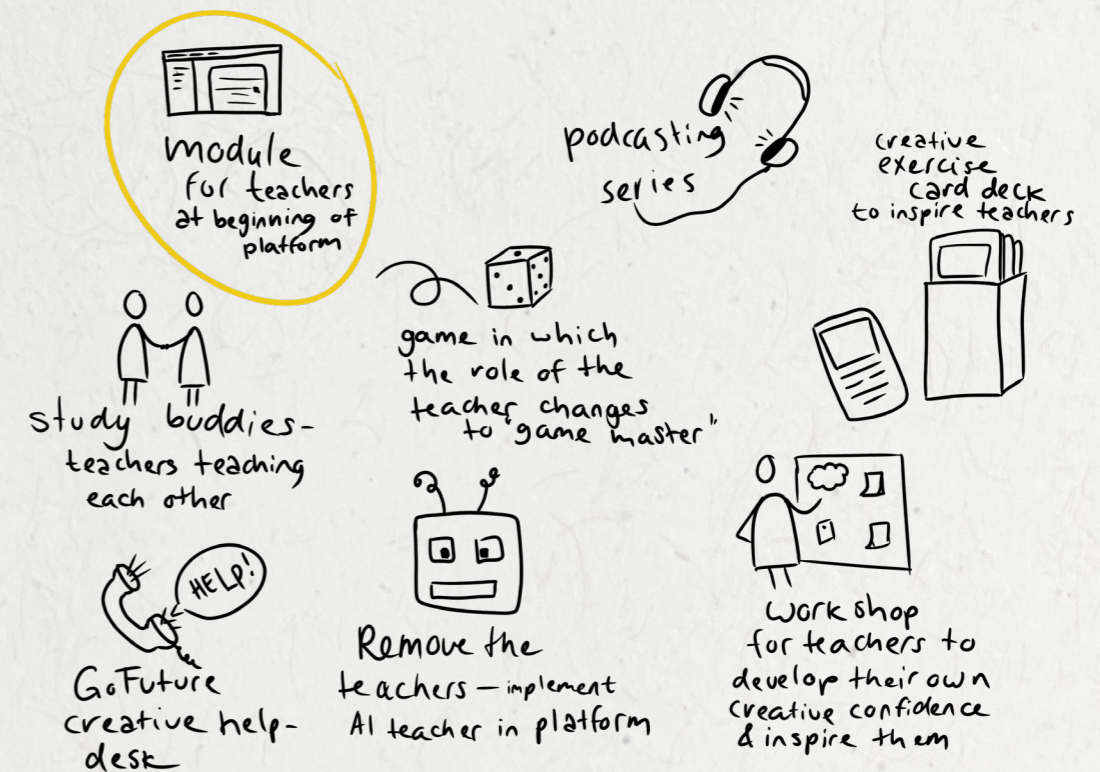 module
for teachers
at beginning of
platform
podcasting
series
creative
exercise
card deck
to inspire teachers
study buddies-
teachers teaching
each other
game in which
the role of the
teacher changes
to "game master"
HELP!
GoFuture
creative help-
desk
Remove the
teachers — implement
AI teacher in platform
workshop
for teachers to
develop their own
creative confidence
& inspire them